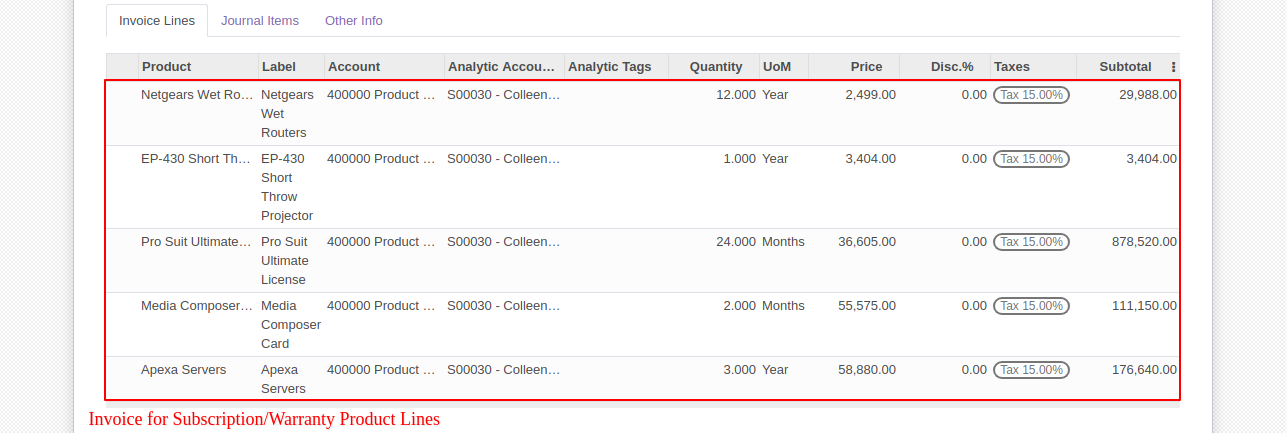 Invoice Lines Journal Items Other Info
Product Label Account Analytic Accou... Analytic Tags Quantity UoM Price Disc.% Taxes Subtotal
Netgears Wet Ro... Netgears 400000 Product ... S00030 - Colleen... 12.000 Year 2,499.00 0.00 Tax 15.00% 29,988.00
Wet
Routers
EP-430 Short Th... EP-430 400000 Product ... S00030 - Colleen... 1.000 Year 3,404.00 0.00 Tax 15.00% 3,404.00
Short
Throw
Projector
Pro Suit Ultimate... Pro Suit 400000 Product ... S00030 - Colleen... 24.000 Months 36,605.00 0.00 Tax 15.00% 878,520.00
Ultimate
License
Media Composer... Media 400000 Product ... S00030 - Colleen... 2.000 Months 55,575.00 0.00 Tax 15.00% 111,150.00
Composer
Card
Apexa Servers Apexa 400000 Product ... S00030 - Colleen... 3.000 Year 58,880.00 0.00 Tax 15.00% 176,640.00
Servers
Invoice for Subscription/Warranty Product Lines